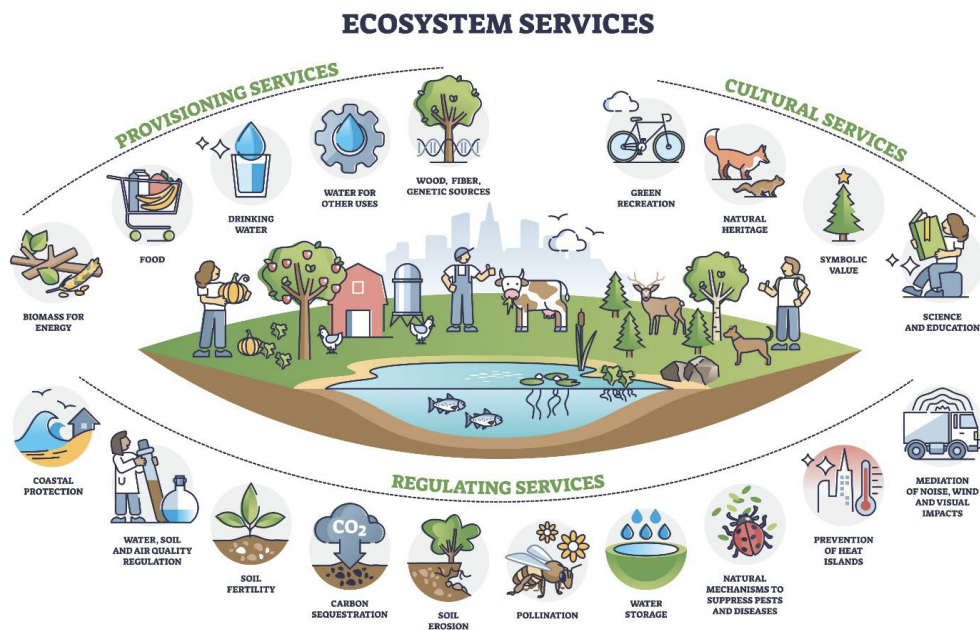 ECOSYSTEM SERVICES
PROVISIONING SERVICES
BIOMASS FOR
ENERGY
FOOD
DRINKING
WATER
WATER FOR
OTHER USES
WOOD, FIBER,
GENETIC SOURCES
CULTURAL SERVICES
GREEN
RECREATION
NATURAL
HERITAGE
SYMBOLIC
VALUE
SCIENCE
AND EDUCATION
REGULATING SERVICES
COASTAL
PROTECTION
WATER, SOIL
AND AIR QUALITY
REGULATION
SOIL
FERTILITY
CO2
CARBON
SEQUESTRATION
SOIL
EROSION
POLLINATION
WATER
STORAGE
NATURAL
MECHANISMS TO
SUPPRESS PESTS
AND DISEASES
PREVENTION
OF HEAT
ISLANDS
MEDIATION
OF NOISE, WIND
AND VISUAL
IMPACTS